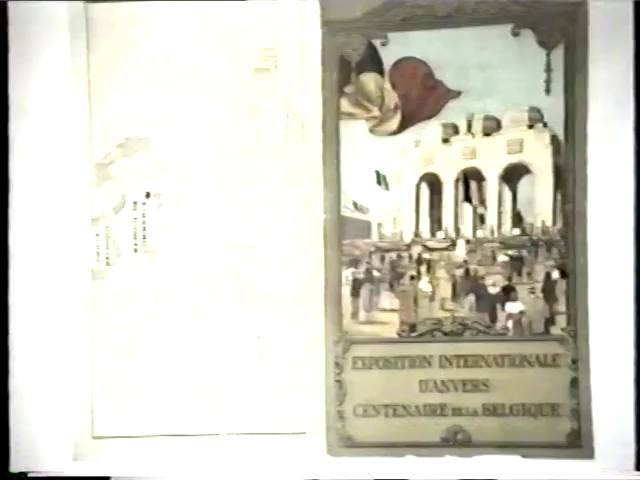 EXPOSITION INTERNATIONALE
D'ANVERS
CENTENAIRE DE LA BELGIQUE